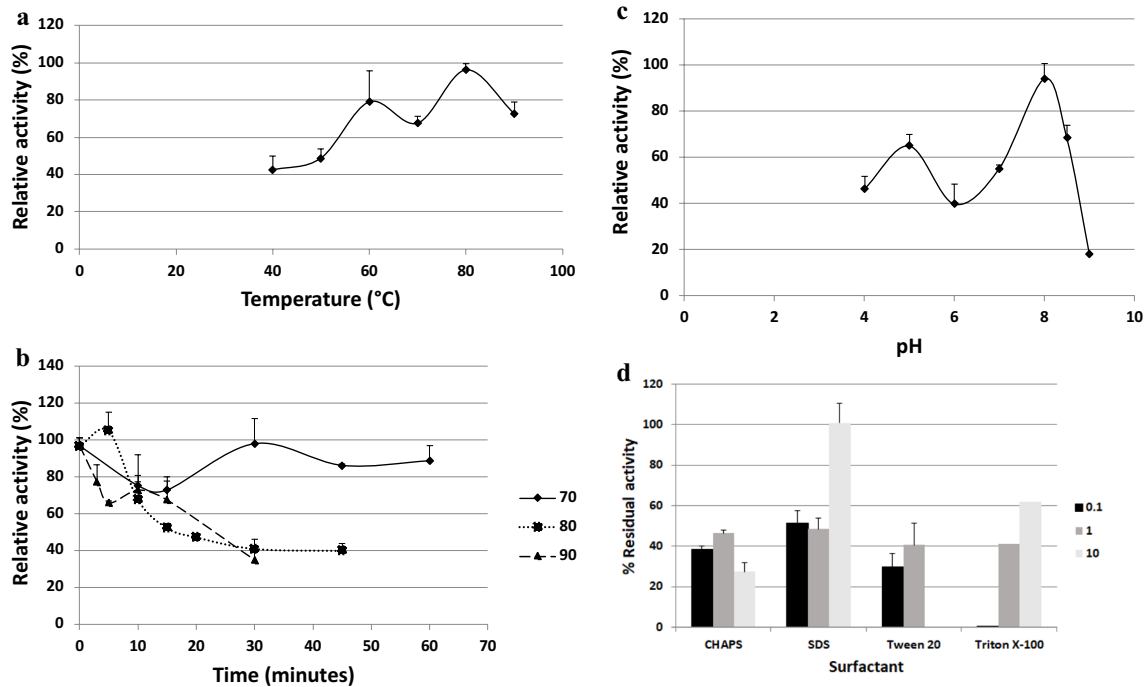 a
120
100
80
60
40
20
0
Relative activity (%)
0 20 40 60 80 100
Temperature (°C)
b
140
120
100
80
60
40
20
0
Relative activity (%)
0 10 20 30 40 50 60 70
Time (minutes)
70
80
90
c
120
100
80
60
40
20
0
Relative activity (%)
0 2 4 6 8 10
pH
d
120
100
80
60
40
20
0
% Residual activity
CHAPS SDS Tween 20 Triton X-100
Surfactant
0.1
1
10